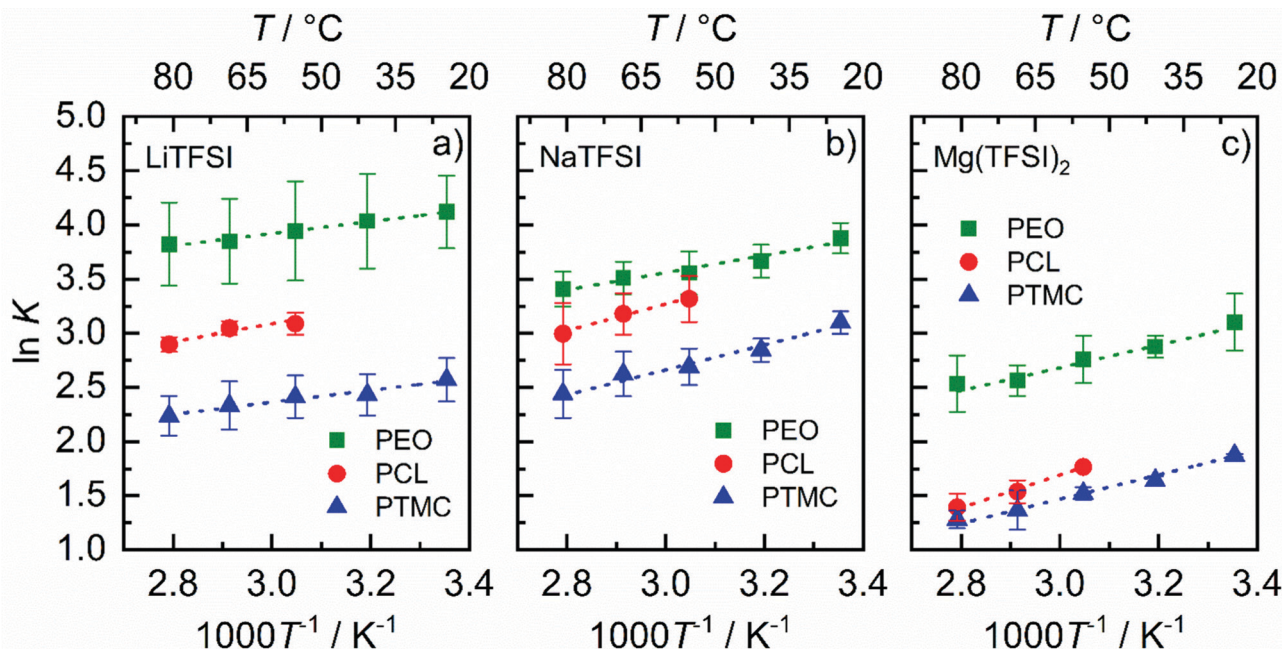 T / °C T / °C T / °C
80 65 50 35 20 80 65 50 35 20 80 65 50 35 20
5.0
4.5
4.0
3.5
3.0
2.5
2.0
1.5
1.0
ln K
LiTFSI a)
PEO
PCL
PTMC
NaTFSI b)
PEO
PCL
PTMC
Mg(TFSI)₂ c)
PEO
PCL
PTMC
2.8 3.0 3.2 3.4 2.8 3.0 3.2 3.4 2.8 3.0 3.2 3.4
1000T⁻¹ / K⁻¹ 1000T⁻¹ / K⁻¹ 1000T⁻¹ / K⁻¹